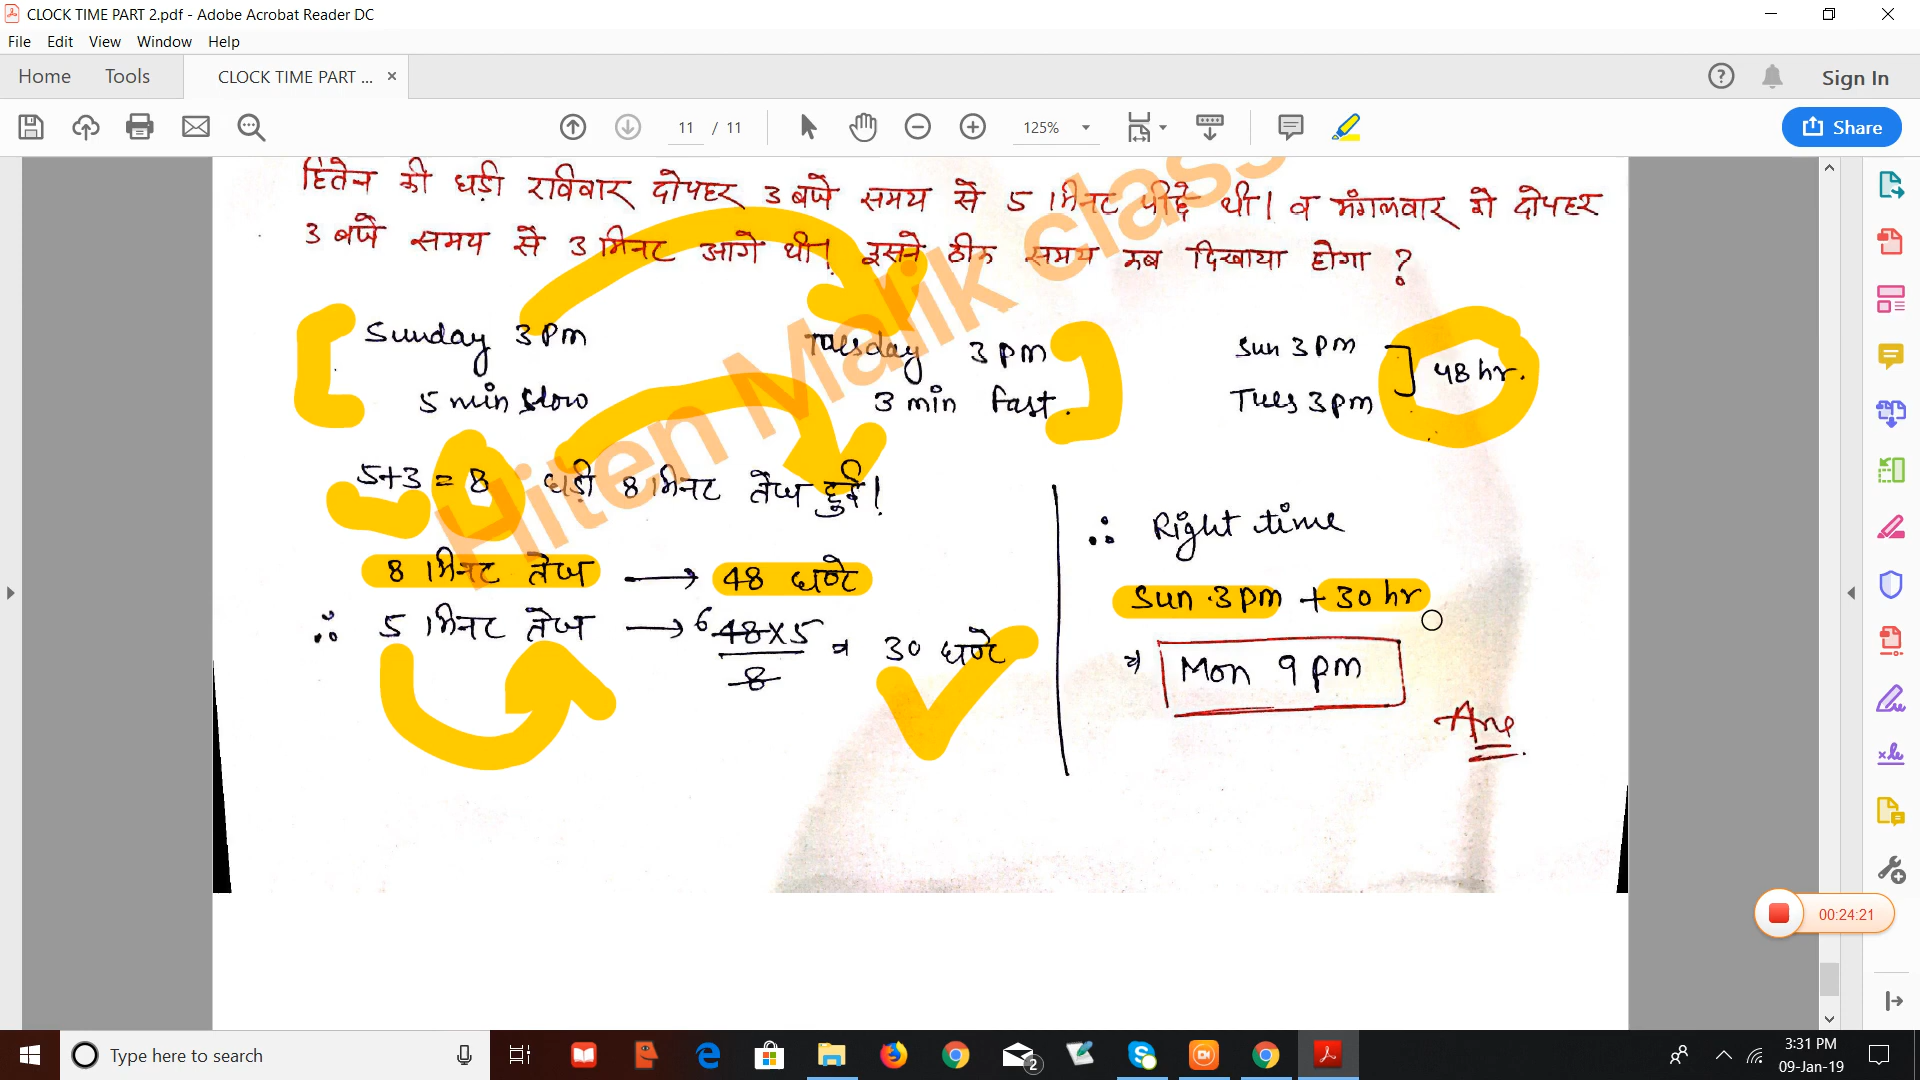 CLOCK TIME PART 2.pdf - Adobe Acrobat Reader DC
File Edit View Window Help
Home Tools CLOCK TIME PART ... × Sign In
11 / 11 125% Share
हितेन की घड़ी रविवार दोपहर 3 बजे समय से 5 मिनट पीछे थी। व मंगलवार को दोपहर
3 बजे समय से 3 मिनट आगे थी। इसने ठीक समय कब दिखाया होगा ?
Sunday 3 Pm Tuesday 3 pm Sun 3 PM ] 48 hr.
5 min slow 3 min fast. Tues 3 pm
5+3 = 8 घड़ी 8 मिनट तेज हुई।
8 मिनट तेज → 48 घण्टे
∴ 5 मिनट तेज → 6 48×5 / 8 ⇒ 30 घण्टे
∴ Right time
Sun 3 pm + 30 hr
⇒ Mon 9 pm
Ans
Hiten Malik class
00:24:21
Type here to search
2
3:31 PM
09-Jan-19